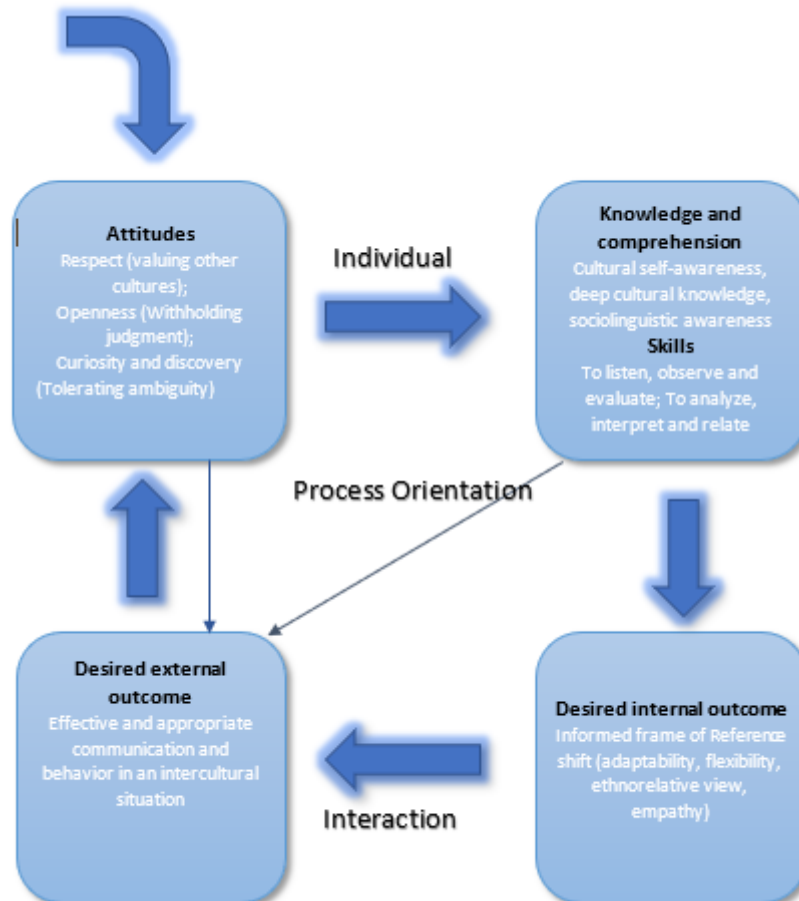 Attitudes
Respect (valuing other
cultures);
Openness (Withholding
judgment);
Curiosity and discovery
(Tolerating ambiguity)
Individual
Knowledge and
comprehension
Cultural self-awareness,
deep cultural knowledge,
sociolinguistic awareness
Skills
To listen, observe and
evaluate; To analyze,
interpret and relate
Process Orientation
Desired external
outcome
Effective and appropriate
communication and
behavior in an intercultural
situation
Interaction
Desired internal outcome
Informed frame of Reference
shift (adaptability, flexibility,
ethnorelative view,
empathy)